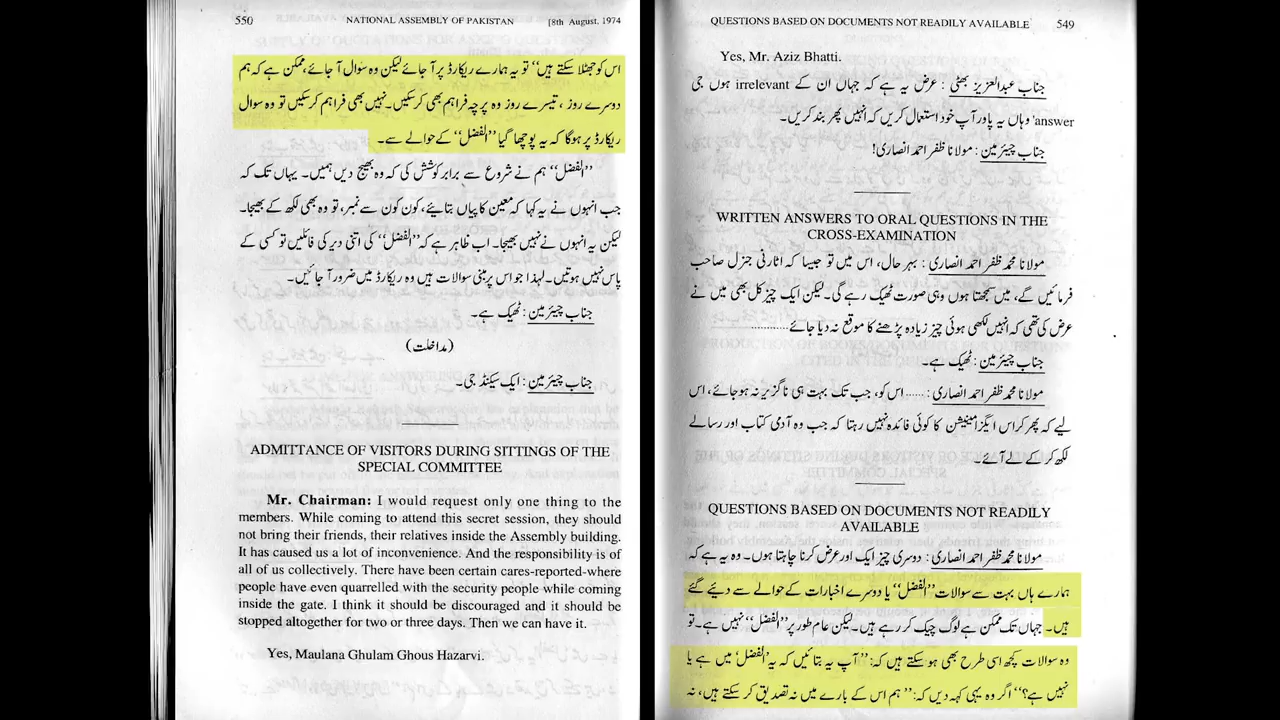 QUESTIONS BASED ON DOCUMENTS NOT READILY AVAILABLE 549
Yes, Mr. Aziz Bhatti.
جناب عبدالعزیز بھٹی : عرض یہ ہے کہ جہاں ان کے irrelevant ہوں جی
answer' وہاں یہ پاور آپ خود استعمال کریں کہ انہیں پھر بند کریں۔
جناب چیئرمین : مولانا ظفر احمد انصاری!
WRITTEN ANSWERS TO ORAL QUESTIONS IN THE
CROSS-EXAMINATION
مولانا محمد ظفر احمد انصاری : بہر حال، اس میں تو جیسا کہ اٹارنی جنرل صاحب
فرمائیں گے، میں سمجھتا ہوں وہی صورت ٹھیک رہے گی۔ لیکن ایک چیز کل بھی میں نے
عرض کی تھی کہ انہیں لکھی ہوئی چیز زیادہ پڑھنے کا موقع نہ دیا جائے............
جناب چیئرمین : ٹھیک ہے۔
مولانا محمد ظفر احمد انصاری : ...... اس کو، جب تک بہت ہی ناگزیر نہ ہو جائے، اس
لیے کہ پھر کراس ایگزامینیشن کا کوئی فائدہ نہیں رہتا کہ جب وہ آدمی کتاب اور رسالے
لکھ کر کے لے آئے۔
QUESTIONS BASED ON DOCUMENTS NOT READILY
AVAILABLE
مولانا محمد ظفر احمد انصاری : دوسری چیز ایک اور عرض کرنا چاہتا ہوں۔ وہ یہ ہے کہ
ہمارے ہاں بہت سے سوالات ’’الفضل‘‘ یا دوسرے اخبارات کے حوالے سے دیئے گئے
ہیں۔ جہاں تک ممکن ہے لوگ چیک کر رہے ہیں۔ لیکن عام طور پر ’’الفضل‘‘ نہیں ہے۔ تو
وہ سوالات کچھ اسی طرح بھی ہو سکتے ہیں کہ: ’’آپ یہ بتائیں کہ یہ ’الفضل‘ میں ہے یا
نہیں ہے؟‘‘ اگر وہ یہی کہہ دیں کہ: ’’ہم اس کے بارے میں نہ تصدیق کر سکتے ہیں، نہ
550 NATIONAL ASSEMBLY OF PAKISTAN [8th August, 1974
اس کو جھٹلا سکتے ہیں‘‘ تو یہ ہمارے ریکارڈ پر آ جائے لیکن وہ سوال آ جائے، ممکن ہے کہ ہم
دوسرے روز، تیسرے روز وہ پرچہ فراہم بھی کر سکیں۔ نہیں بھی فراہم کر سکیں تو وہ سوال
ریکارڈ پر ہوگا کہ یہ پوچھا گیا ’’الفضل‘‘ کے حوالے سے۔
’’الفضل‘‘ ہم نے شروع سے برابر کوشش کی کہ وہ بھیج دیں ہمیں۔ یہاں تک کہ
جب انہوں نے یہ کہا کہ معین کا پیاں بتایئے، کون کون سے نمبر، تو وہ بھی لکھ کے بھیجا۔
لیکن یہ انہوں نے نہیں بھیجا۔ اب ظاہر ہے کہ ’’الفضل‘‘ کی اتنی دیر کی فائلیں تو کسی کے
پاس نہیں ہوتیں۔ لہذا جو اس پر مبنی سوالات ہیں وہ ریکارڈ میں ضرور آ جائیں۔
جناب چیئرمین : ٹھیک ہے۔
(مداخلت)
جناب چیئرمین : ایک سیکنڈ جی۔
ADMITTANCE OF VISITORS DURING SITTINGS OF THE
SPECIAL COMMITTEE
Mr. Chairman: I would request only one thing to the
members. While coming to attend this secret session, they should
not bring their friends, their relatives inside the Assembly building.
It has caused us a lot of inconvenience. And the responsibility is of
all of us collectively. There have been certain cares-reported-where
people have even quarrelled with the security people while coming
inside the gate. I think it should be discouraged and it should be
stopped altogether for two or three days. Then we can have it.
Yes, Maulana Ghulam Ghous Hazarvi.